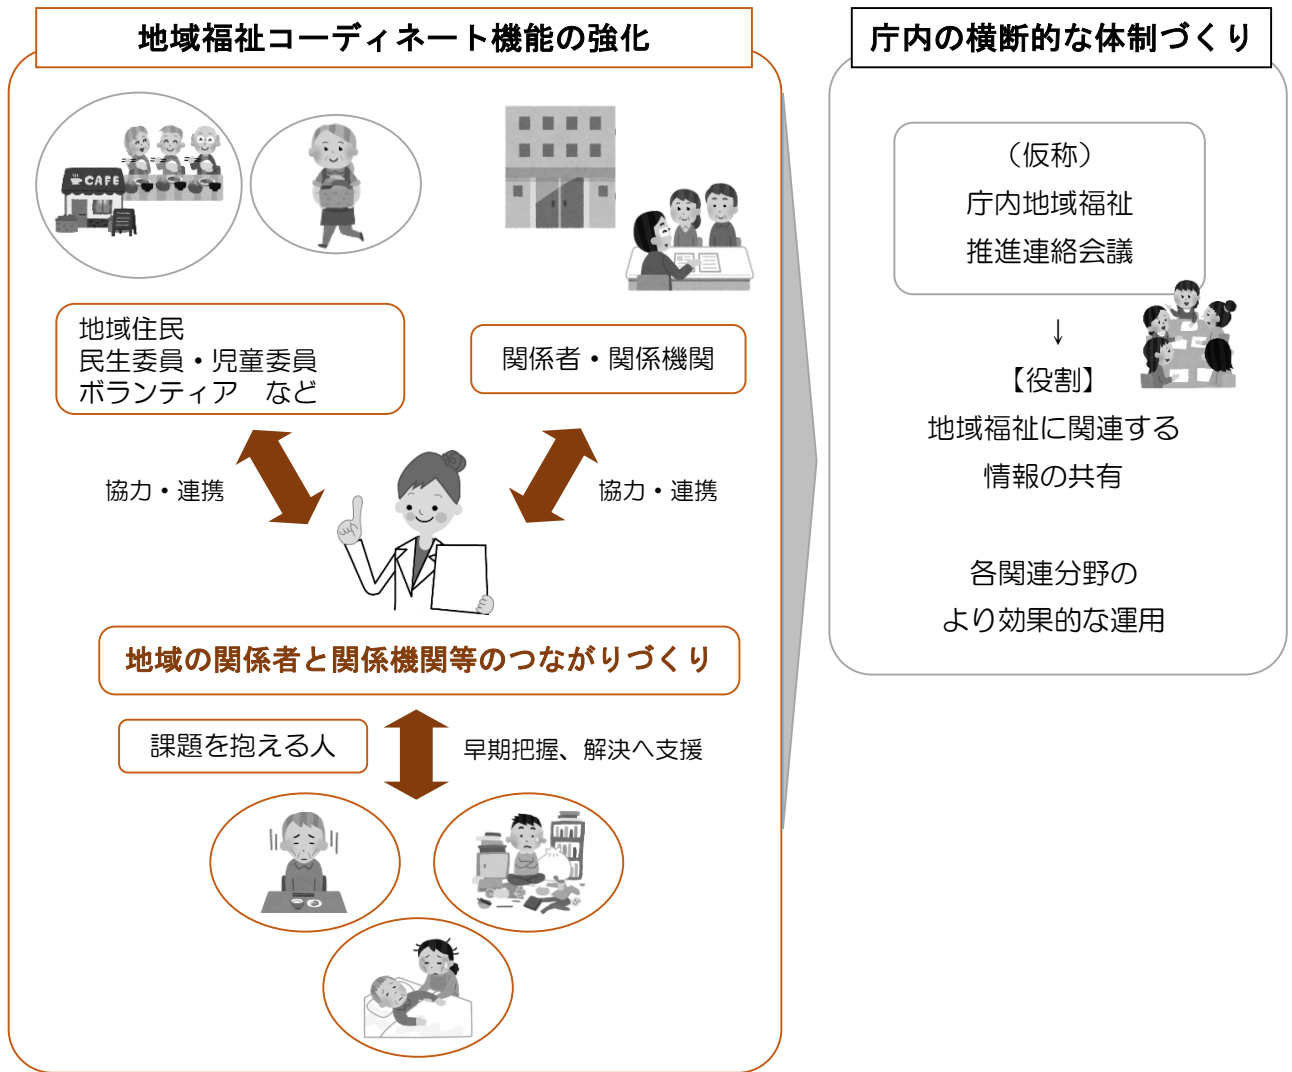 地域福祉コーディネート機能の強化
CAFE
地域住民
民生委員・児童委員
ボランティア　など
関係者・関係機関
協力・連携
協力・連携
地域の関係者と関係機関等のつながりづくり
課題を抱える人
早期把握、解決へ支援
庁内の横断的な体制づくり
（仮称）
庁内地域福祉
推進連絡会議
↓
【役割】
地域福祉に関連する
情報の共有
各関連分野の
より効果的な運用